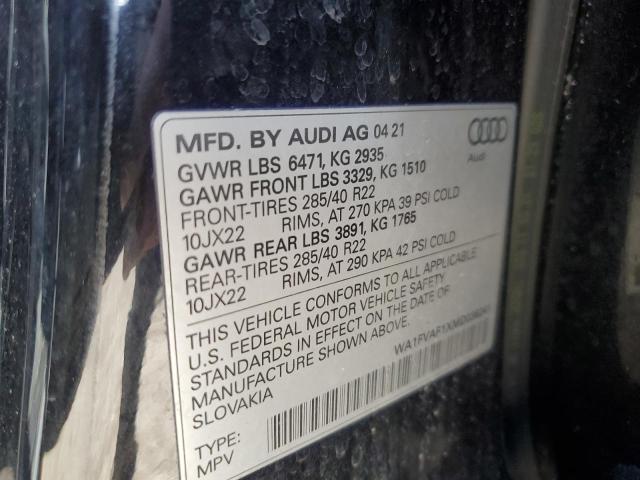 MFD. BY AUDI AG 04 21
GVWR LBS 6471, KG 2935
GAWR FRONT LBS 3329, KG 1510
FRONT-TIRES 285/40 R22
10JX22 RIMS, AT 270 KPA 39 PSI COLD
GAWR REAR LBS 3891, KG 1765
REAR-TIRES 285/40 R22
10JX22 RIMS, AT 290 KPA 42 PSI COLD
Audi
THIS VEHICLE CONFORMS TO ALL APPLICABLE
U.S. FEDERAL MOTOR VEHICLE SAFETY
STANDARDS IN EFFECT ON THE DATE OF
MANUFACTURE SHOWN ABOVE.
SLOVAKIA
TYPE:
MPV